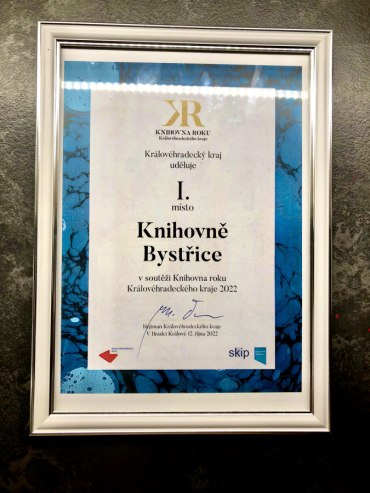 KR
KNIHOVNA ROKU
Královéhradeckého kraje
Královéhradecký kraj
uděluje
I.
místo
Knihovně
Bystřice
v soutěži Knihovna roku
Královéhradeckého kraje 2022
Hejtman Královéhradeckého kraje
V Hradci Králové 12. října 2022
skip